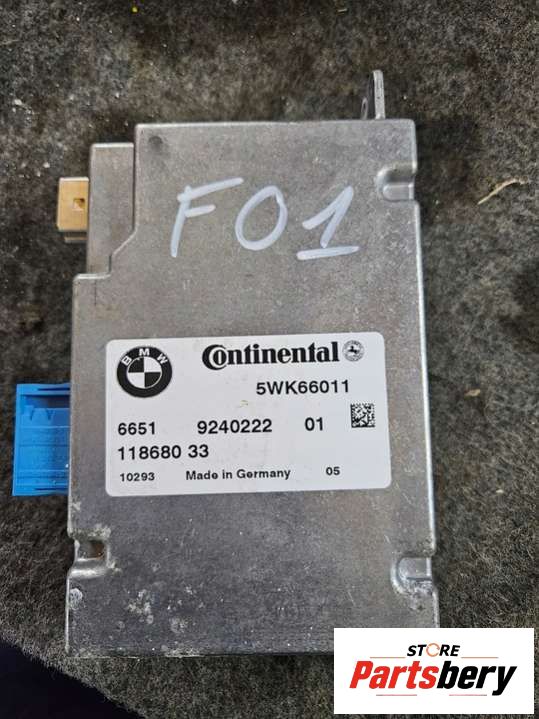 F01
BMW
Continental
5WK66011
6651 9240222 01
118680 33
10293 Made in Germany 05
STORE
Partsbery